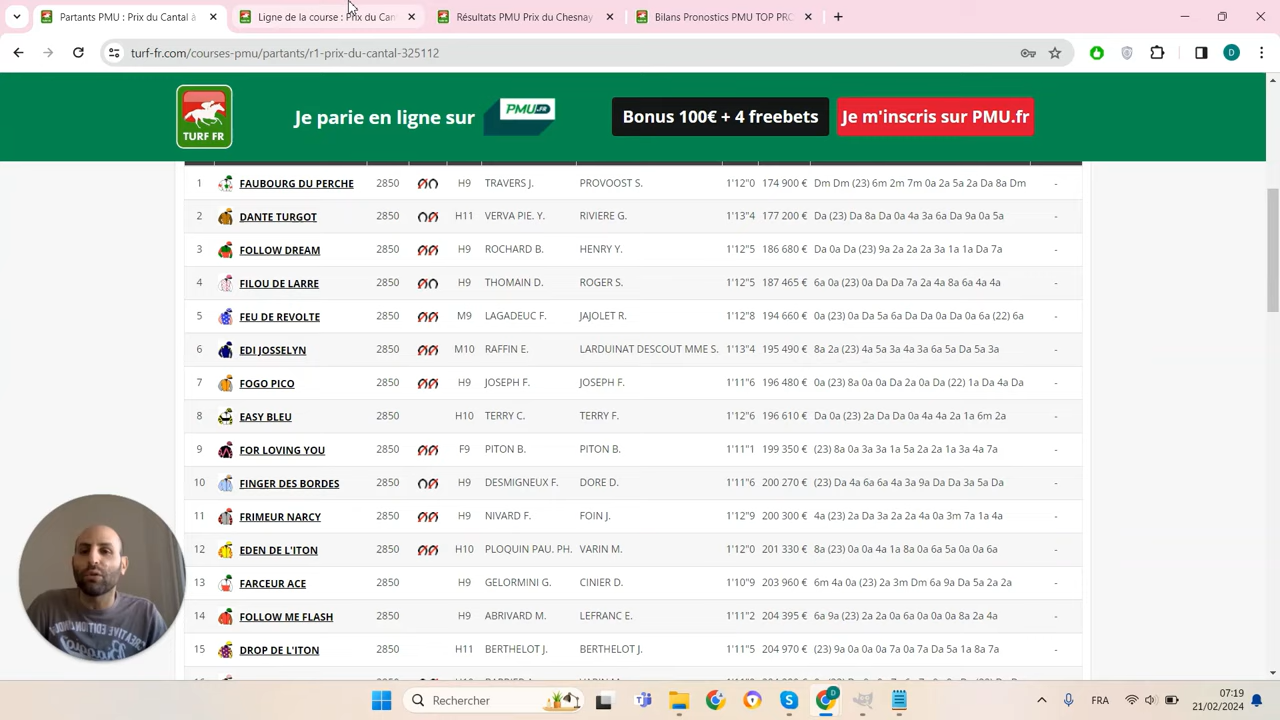 Partants PMU : Prix du Cantal à
Ligne de la course : Prix du Can
Résultats PMU Prix du Chesnay
Bilans Pronostics PMU TOP PRO
turf-fr.com/courses-pmu/partants/r1-prix-du-cantal-325112
D
TURF FR
Je parie en ligne sur
PMU.FR
Bonus 100€ + 4 freebets
Je m'inscris sur PMU.fr
1 FAUBOURG DU PERCHE 2850 H9 TRAVERS J. PROVOOST S. 1'12"0 174 900 € Dm Dm (23) 6m 2m 7m 0a 2a 5a 2a Da 8a Dm -
2 DANTE TURGOT 2850 H11 VERVA PIE. Y. RIVIERE G. 1'13"4 177 200 € Da (23) Da 8a Da 0a 4a 3a 6a Da 9a 0a 5a -
3 FOLLOW DREAM 2850 H9 ROCHARD B. HENRY Y. 1'12"5 186 680 € Da 0a Da (23) 9a 2a 2a 2a 3a 1a 1a Da 7a -
4 FILOU DE LARRE 2850 H9 THOMAIN D. ROGER S. 1'12"5 187 465 € 6a 0a (23) 0a Da Da 7a 2a 4a 8a 6a 4a 4a -
5 FEU DE REVOLTE 2850 M9 LAGADEUC F. JAJOLET R. 1'12"8 194 660 € 0a (23) 0a Da 5a 6a Da D0a Da 0a 6a (22) 6a -
6 EDI JOSSELYN 2850 M10 RAFFIN E. LARDUINAT DESCOUT MME S. 1'13"4 195 490 € 8a 2a (23) 4a 5a 3a 4a 3a 1a 5a Da 5a 3a -
7 FOGO PICO 2850 H9 JOSEPH F. JOSEPH F. 1'11"6 196 480 € 0a (23) 8a 0a 0a Da 2a 0a Da (22) 1a Da 4a Da -
8 EASY BLEU 2850 H10 TERRY C. TERRY F. 1'12"6 196 610 € Da 0a (23) 2a Da Da 0a 4a 4a 2a 1a 6m 2a -
9 FOR LOVING YOU 2850 F9 PITON B. PITON B. 1'11"1 199 350 € (23) 8a 0a 3a 3a 1a 5a 2a 2a 1a 3a 4a 7a -
10 FINGER DES BORDES 2850 H9 DESMIGNEUX F. DORE D. 1'11"6 200 270 € (23) Da 4a 6a 6a 4a 3a 9a Da Da 3a 5a Da -
11 FRIMEUR NARCY 2850 H9 NIVARD F. FOIN J. 1'12"9 200 300 € 4a (23) 2a Da 3a 2a 2a 4a 0a 3m 7a 1a 4a -
12 EDEN DE L'ITON 2850 H10 PLOQUIN PAU. PH. VARIN M. 1'12"0 201 330 € 8a (23) 0a 0a 4a 1a 8a 0a 6a 5a 0a 0a 6a -
13 FARCEUR ACE 2850 H9 GELORMINI G. CINIER D. 1'10"9 203 960 € 6m 4a 0a (23) 2a 3m Dm 6a 9a Da 5a 2a 2a -
14 FOLLOW ME FLASH 2850 H9 ABRIVARD M. LEFRANC E. 1'11"2 204 395 € 6a 9a (23) 2a 2a 0a 6a 0a 0a 0a 8a 2a 4a -
15 DROP DE L'ITON 2850 H11 BERTHELOT J. BERTHELOT J. 1'11"5 204 970 € (23) 9a 0a 0a 0a 7a 0a 7a Da 5a 1a 8a 7a -
Rechercher
FRA
07:19
21/02/2024